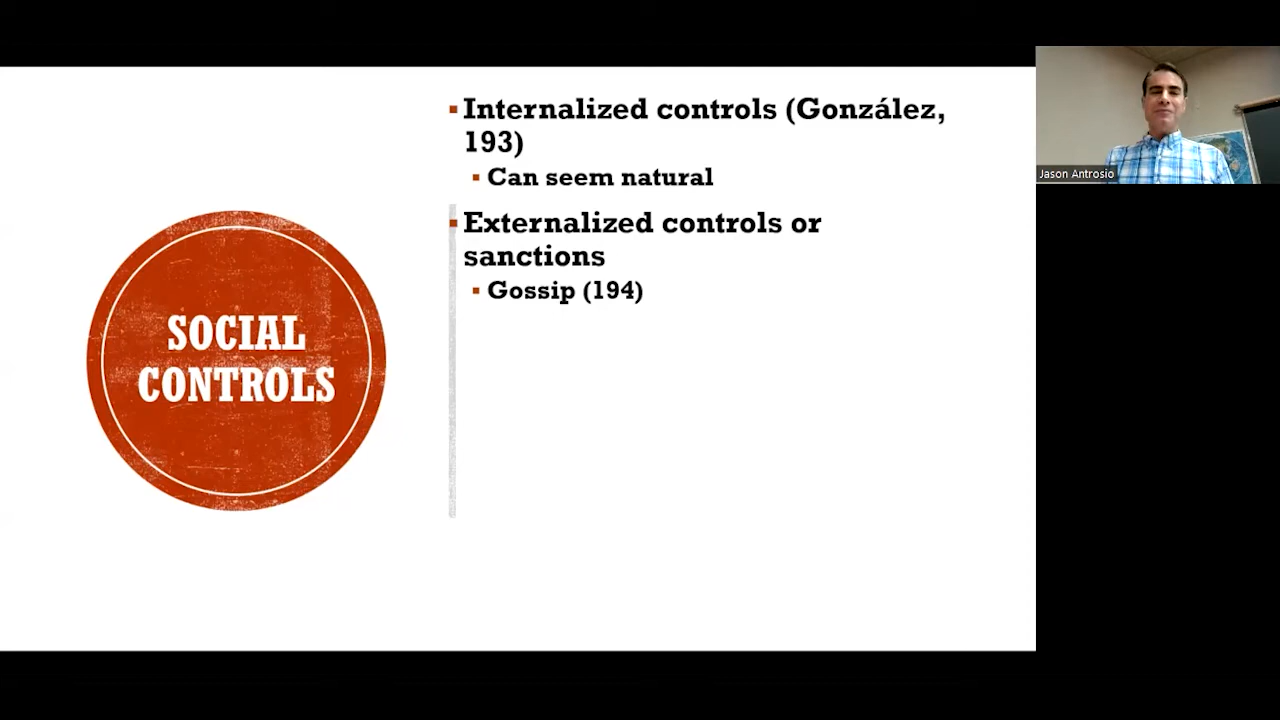 SOCIAL
CONTROLS
▪Internalized controls (González,
193)
▪ Can seem natural
▪Externalized controls or
sanctions
▪ Gossip (194)
Jason Antrosio